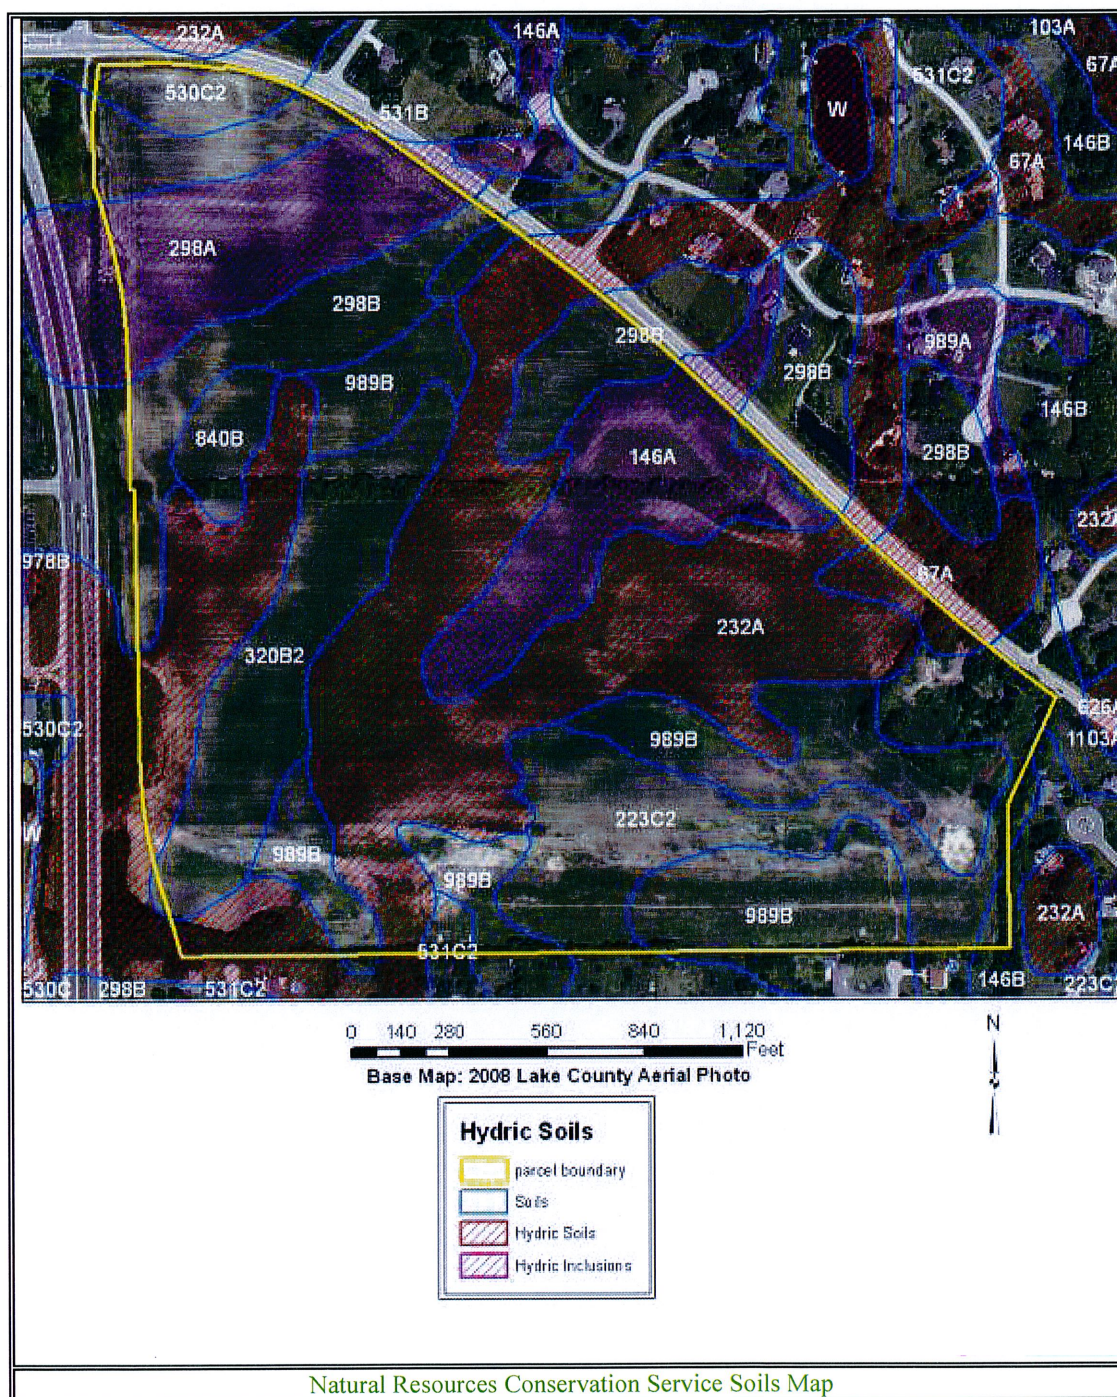 232A
146A
103A
67A
530C2
531B
W
531C2
146B
67A
298A
298B
298B
989A
989B
298B
146B
840B
298B
146A
232A
978B
67A
232A
320B2
626A
530C2
989B
1103A
223C2
W
989B
989B
989B
232A
531C2
530C
298B
531C2
146B
223C
0 140 280 560 840 1,120
Feet
N
Base Map: 2008 Lake County Aerial Photo
Hydric Soils
parcel boundary
Soils
Hydric Soils
Hydric Inclusions
Natural Resources Conservation Service Soils Map